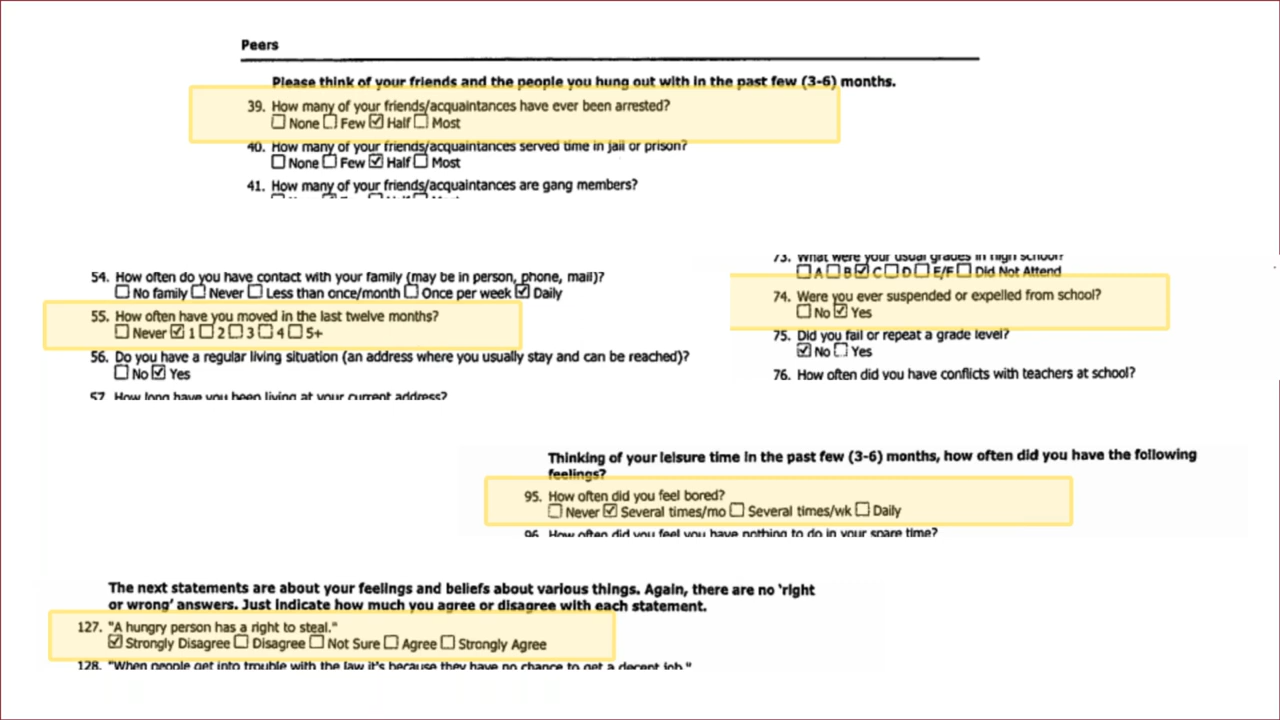 Peers
Please think of your friends and the people you hung out with in the past few (3-6) months.
39. How many of your friends/acquaintances have ever been arrested?
☐ None ☐ Few ☑ Half ☐ Most
40. How many of your friends/acquaintances served time in jail or prison?
☐ None ☐ Few ☑ Half ☐ Most
41. How many of your friends/acquaintances are gang members?
54. How often do you have contact with your family (may be in person, phone, mail)?
☐ No family ☐ Never ☐ Less than once/month ☐ Once per week ☑ Daily
55. How often have you moved in the last twelve months?
☐ Never ☑ 1 ☐ 2 ☐ 3 ☐ 4 ☐ 5+
56. Do you have a regular living situation (an address where you usually stay and can be reached)?
☐ No ☑ Yes
57. How long have you been living at your current address?
73. What were your usual grades in high school?
☐ A ☐ B ☑ C ☐ D ☐ E/F ☐ Did Not Attend
74. Were you ever suspended or expelled from school?
☐ No ☑ Yes
75. Did you fail or repeat a grade level?
☑ No ☐ Yes
76. How often did you have conflicts with teachers at school?
Thinking of your leisure time in the past few (3-6) months, how often did you have the following
feelings?
95. How often did you feel bored?
☐ Never ☑ Several times/mo ☐ Several times/wk ☐ Daily
96. How often did you feel you have nothing to do in your spare time?
The next statements are about your feelings and beliefs about various things. Again, there are no 'right
or wrong' answers. Just indicate how much you agree or disagree with each statement.
127. "A hungry person has a right to steal."
☑ Strongly Disagree ☐ Disagree ☐ Not Sure ☐ Agree ☐ Strongly Agree
128. "When people get into trouble with the law it's because they have no chance to get a decent job."